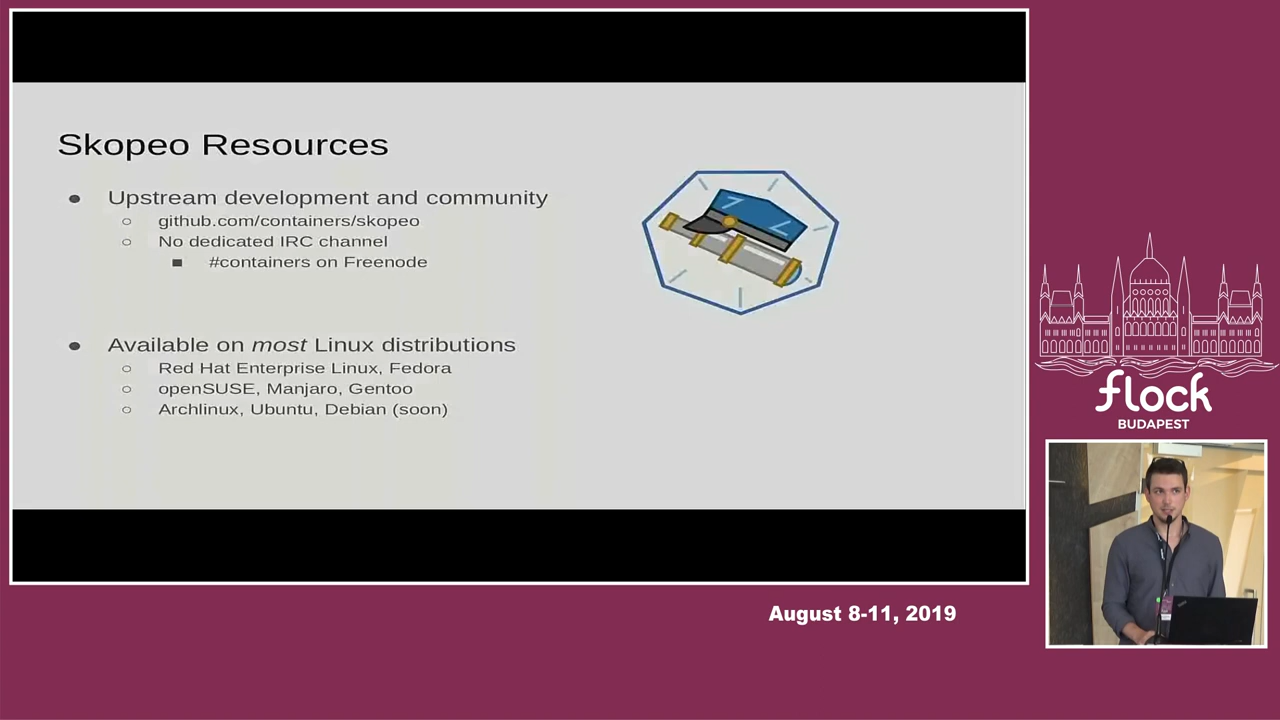 Skopeo Resources
● Upstream development and community
○ github.com/containers/skopeo
○ No dedicated IRC channel
■ #containers on Freenode
● Available on most Linux distributions
○ Red Hat Enterprise Linux, Fedora
○ openSUSE, Manjaro, Gentoo
○ Archlinux, Ubuntu, Debian (soon)
flock
BUDAPEST
August 8-11, 2019